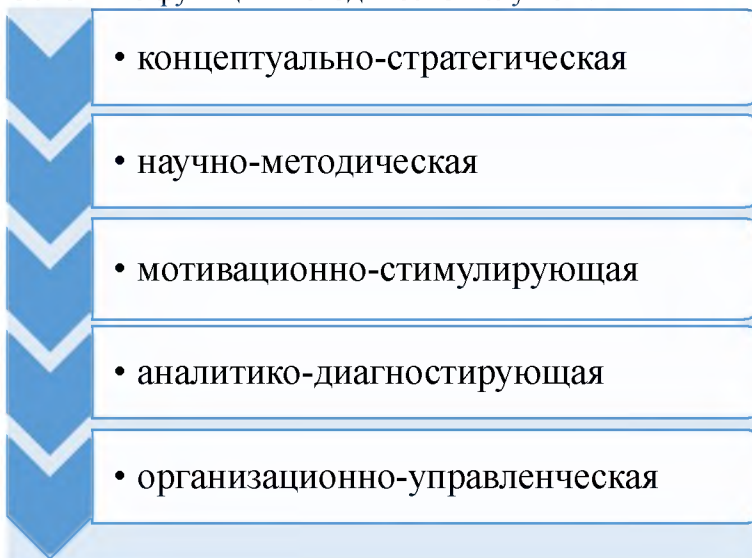 • концептуально-стратегическая
• научно-методическая
• мотивационно-стимулирующая
• аналитико-диагностирующая
• организационно-управленческая